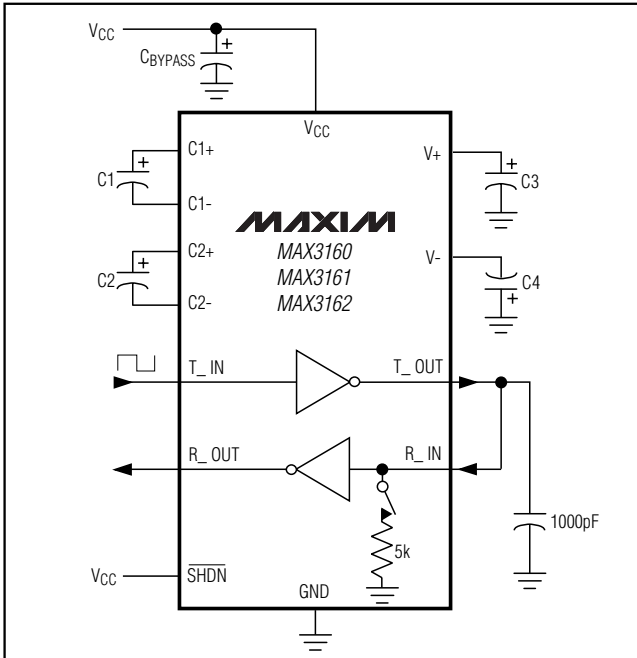 VCC
CBYPASS
+
VCC
C1+
+
C1
C1-
V+
+
C3
MAXIM
C2+
+
C2
C2-
MAX3160
MAX3161
MAX3162
V-
C4
+
T_ IN
T_ OUT
R_ OUT
R_ IN
1000pF
5k
VCC
SHDN
GND